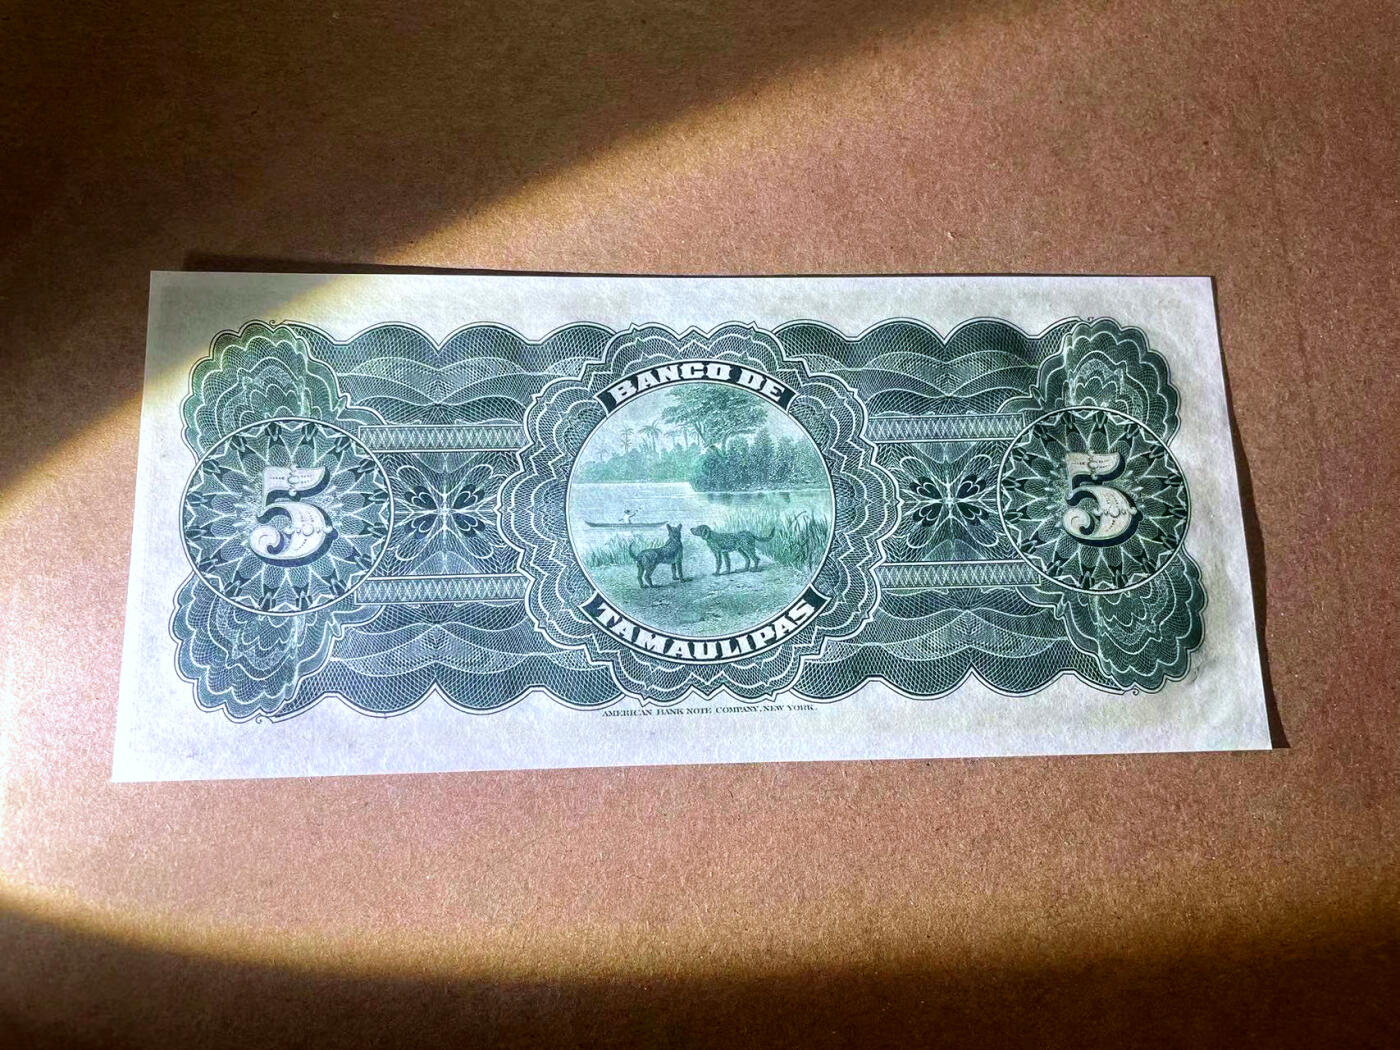 BANCO DE
5
5
TAMAULIPAS
AMERICAN BANK NOTE COMPANY, NEW YORK.